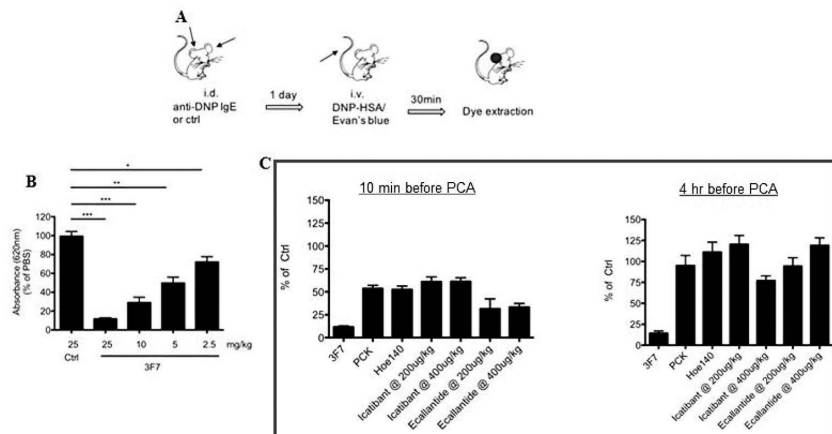 A
i.d.
anti-DNP IgE
or ctrl
1 day
i.v.
DNP-HSA/
Evan's blue
30min
Dye extraction
B
*
**
***
***
Absorbance (620nm)
(% of PBS)
120
100
80
60
40
20
0
25 25 10 5 2.5 mg/kg
Ctrl
3F7
C
10 min before PCA
% of Ctrl
150
125
100
75
50
25
0
3F7
PCK
Hoe140
Icatibant @ 200ug/kg
Icatibant @ 400ug/kg
Ecallantide @ 200ug/kg
Ecallantide @ 400ug/kg
4 hr before PCA
% of Ctrl
150
125
100
75
50
25
0
3F7
PCK
Hoe140
Icatibant @ 200ug/kg
Icatibant @ 400ug/kg
Ecallantide @ 200ug/kg
Ecallantide @ 400ug/kg